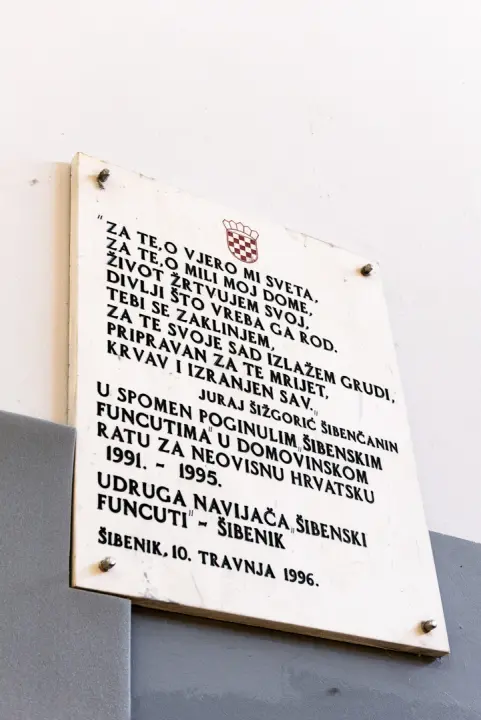 "ZA TE,O VJERO MI SVETA,
ZA TE,O MILI MOJ DOME,
ŽIVOT ŽRTVUJEM SVOJ,
DIVLJI ŠTO VREBA GA ROD.
TEBI SE ZAKLINJEM,
ZA TE SVOJE SAD IZLAŽEM GRUDI,
PRIPRAVAN ZA TE MRIJET,
KRVAV I IZRANJEN SAV."
JURAJ ŠIŽGORIĆ ŠIBENČANIN
U SPOMEN POGINULIM „ŠIBENSKIM
FUNCUTIMA" U DOMOVINSKOM
RATU ZA NEOVISNU HRVATSKU
1991. - 1995.
UDRUGA NAVIJAČA „ŠIBENSKI
FUNCUTI" - ŠIBENIK
ŠIBENIK, 10. TRAVNJA 1996.